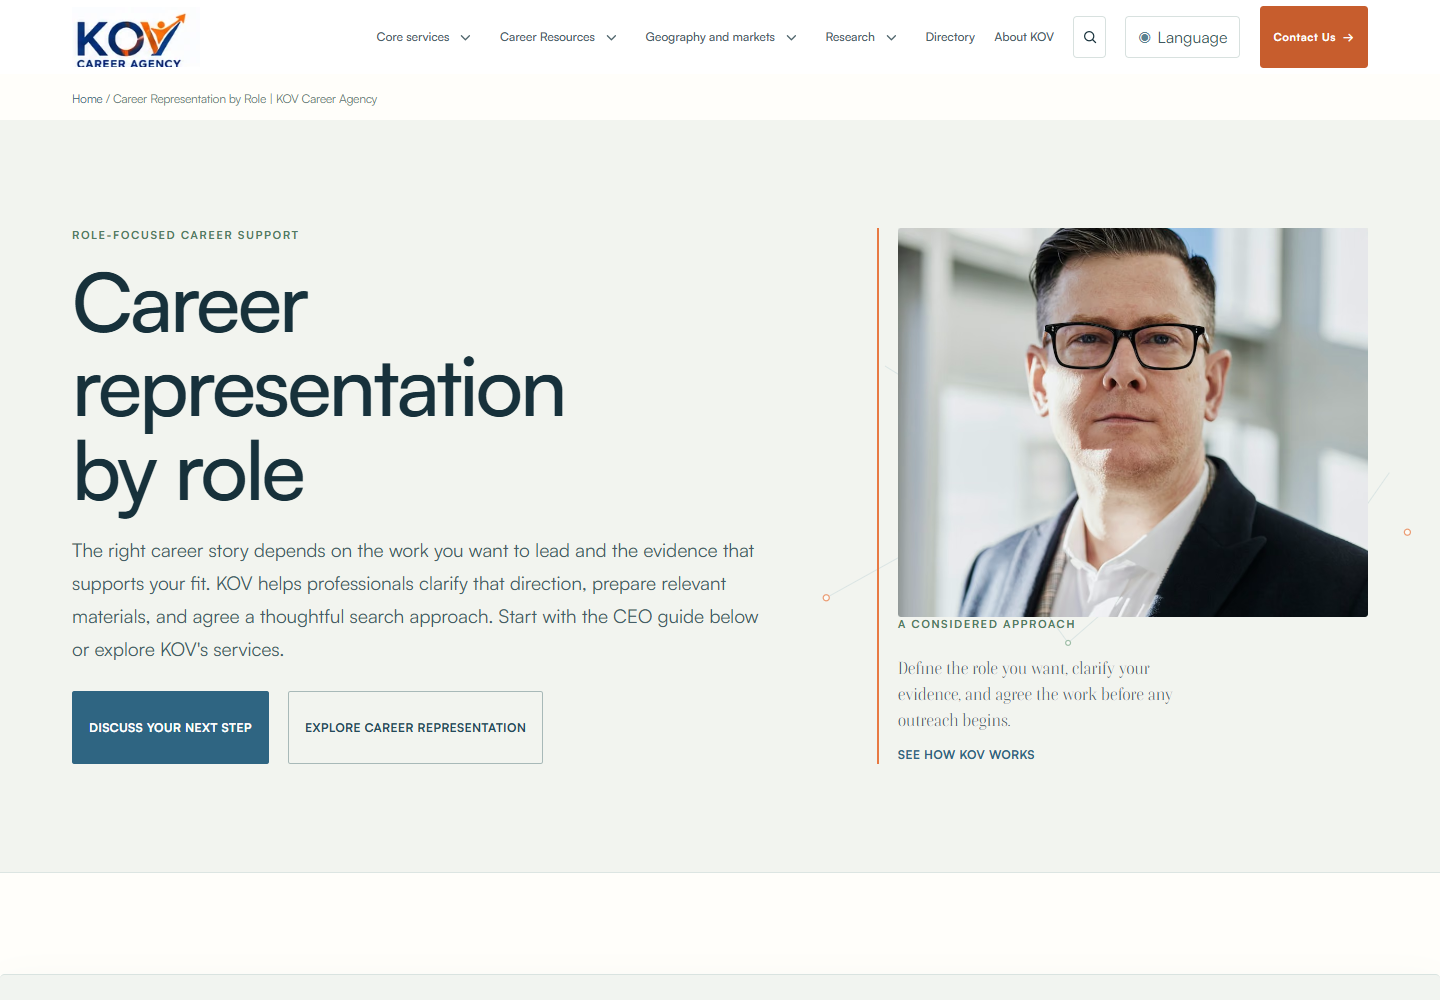 KOV
CAREER AGENCY
Core services
Career Resources
Geography and markets
Research
Directory
About KOV
Language
Contact Us →
Home / Career Representation by Role | KOV Career Agency
ROLE-FOCUSED CAREER SUPPORT
Career
representation
by role
The right career story depends on the work you want to lead and the evidence that
supports your fit. KOV helps professionals clarify that direction, prepare relevant
materials, and agree a thoughtful search approach. Start with the CEO guide below
or explore KOV's services.
DISCUSS YOUR NEXT STEP
EXPLORE CAREER REPRESENTATION
A CONSIDERED APPROACH
Define the role you want, clarify your
evidence, and agree the work before any
outreach begins.
SEE HOW KOV WORKS